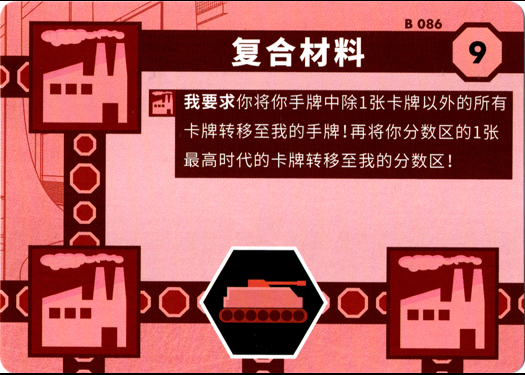 B 086
复合材料
9
我要求你将你手牌中除1张卡牌以外的所有
卡牌转移至我的手牌!再将你分数区的1张
最高时代的卡牌转移至我的分数区!